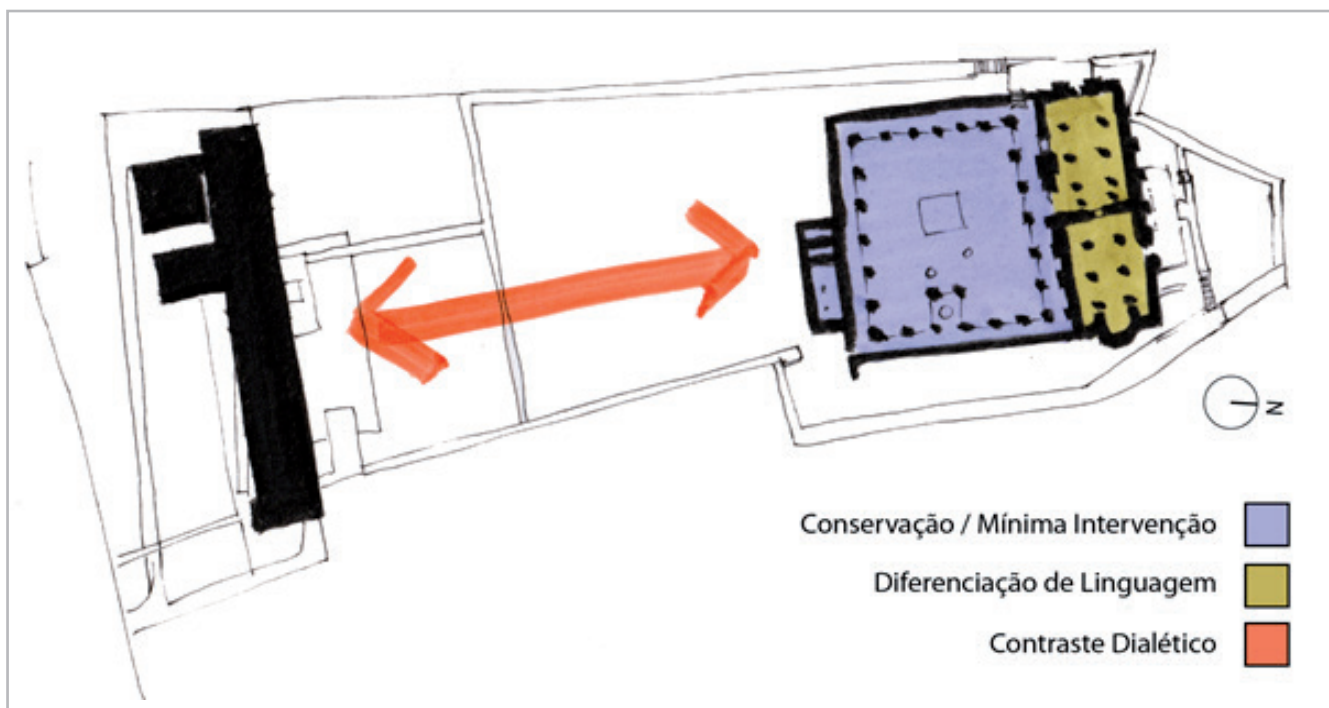 N
Conservação / Mínima Intervenção
Diferenciação de Linguagem
Contraste Dialético